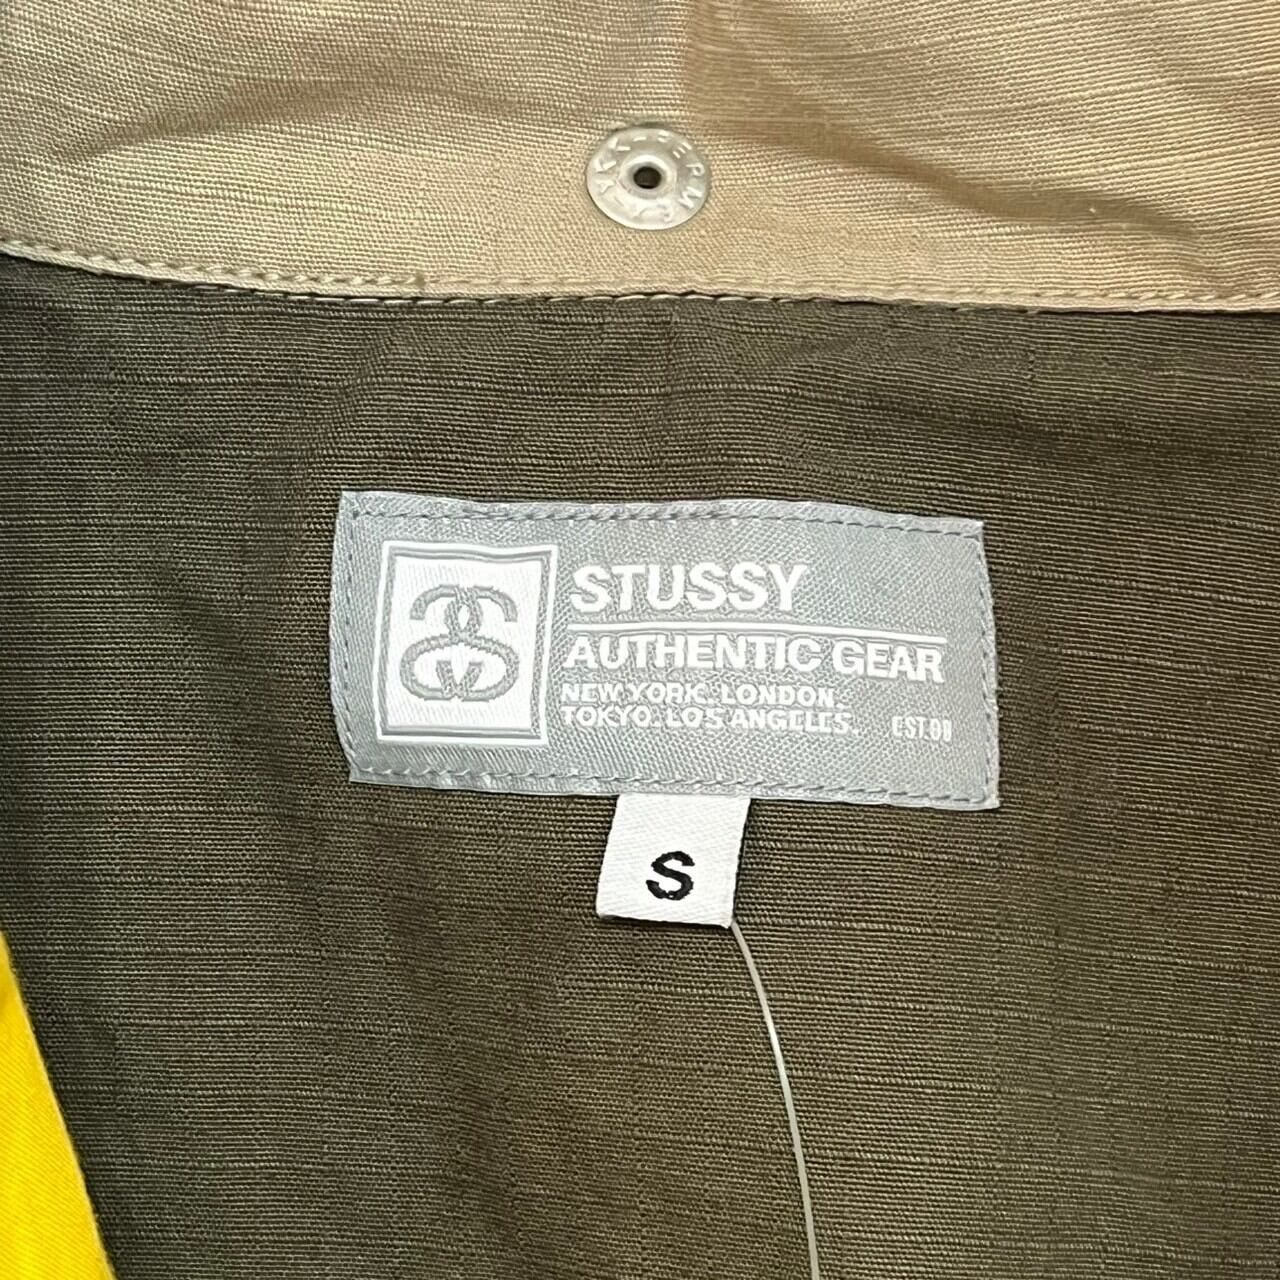 STUSSY
AUTHENTIC GEAR
NEW YORK. LONDON.
TOKYO. LOS ANGELES. EST.80
S